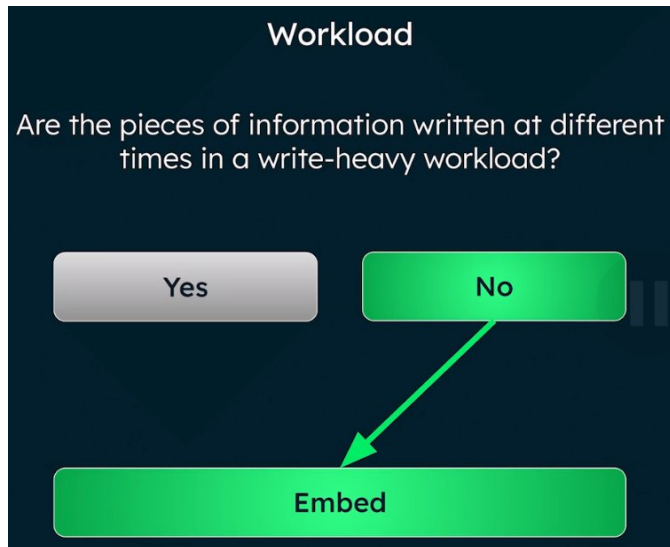 Workload
Are the pieces of information written at different
times in a write-heavy workload?
Yes
No
Embed